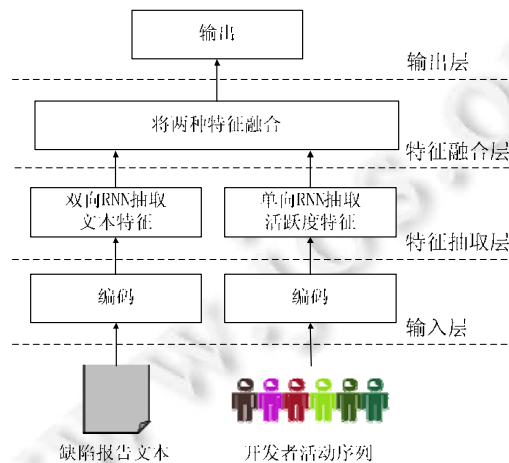 输出
输出层
将两种特征融合
特征融合层
双向RNN抽取
文本特征
单向RNN抽取
活跃度特征
特征抽取层
编码
编码
输入层
缺陷报告文本
开发者活动序列